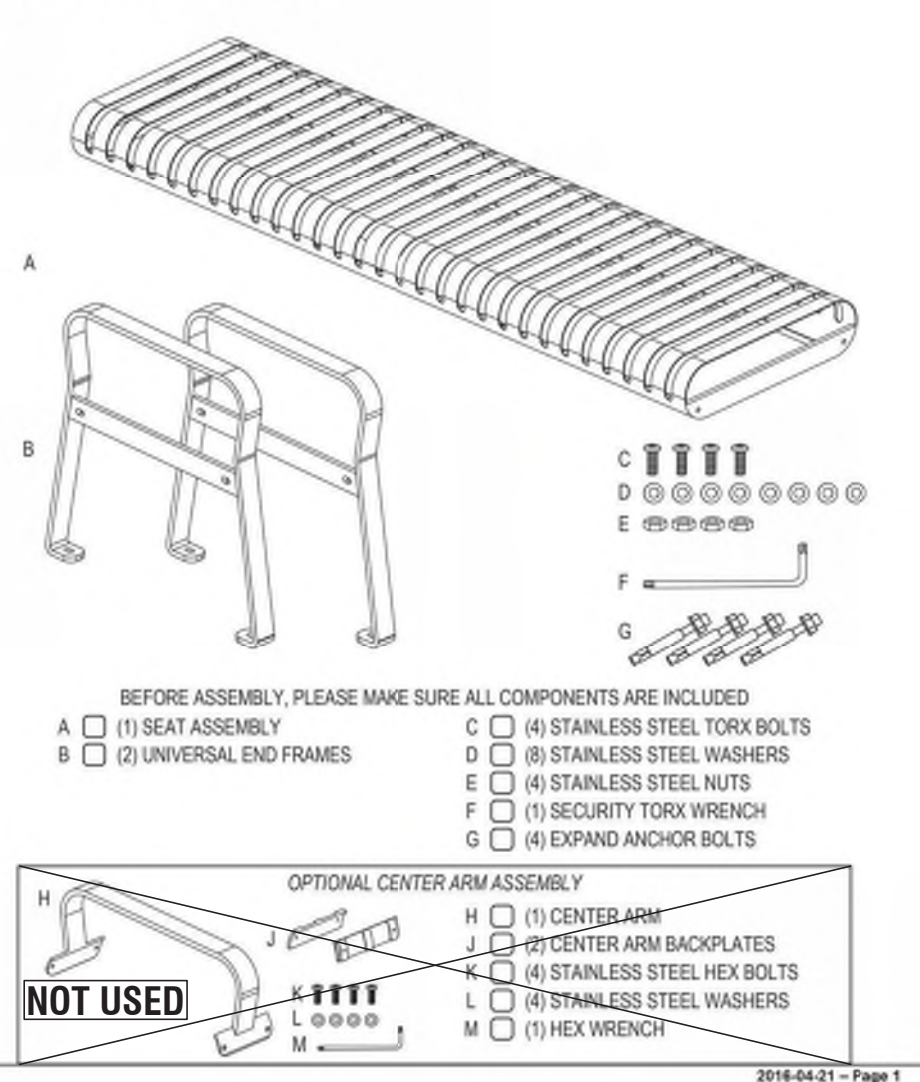 A
B
C
D
E
F
G
BEFORE ASSEMBLY, PLEASE MAKE SURE ALL COMPONENTS ARE INCLUDED
A (1) SEAT ASSEMBLY
B (2) UNIVERSAL END FRAMES
C (4) STAINLESS STEEL TORX BOLTS
D (8) STAINLESS STEEL WASHERS
E (4) STAINLESS STEEL NUTS
F (1) SECURITY TORX WRENCH
G (4) EXPAND ANCHOR BOLTS
OPTIONAL CENTER ARM ASSEMBLY
H
J
NOT USED
K
L
M
H (1) CENTER ARM
J (2) CENTER ARM BACKPLATES
K (4) STAINLESS STEEL HEX BOLTS
L (4) STAINLESS STEEL WASHERS
M (1) HEX WRENCH
2016-04-21 – Page 1